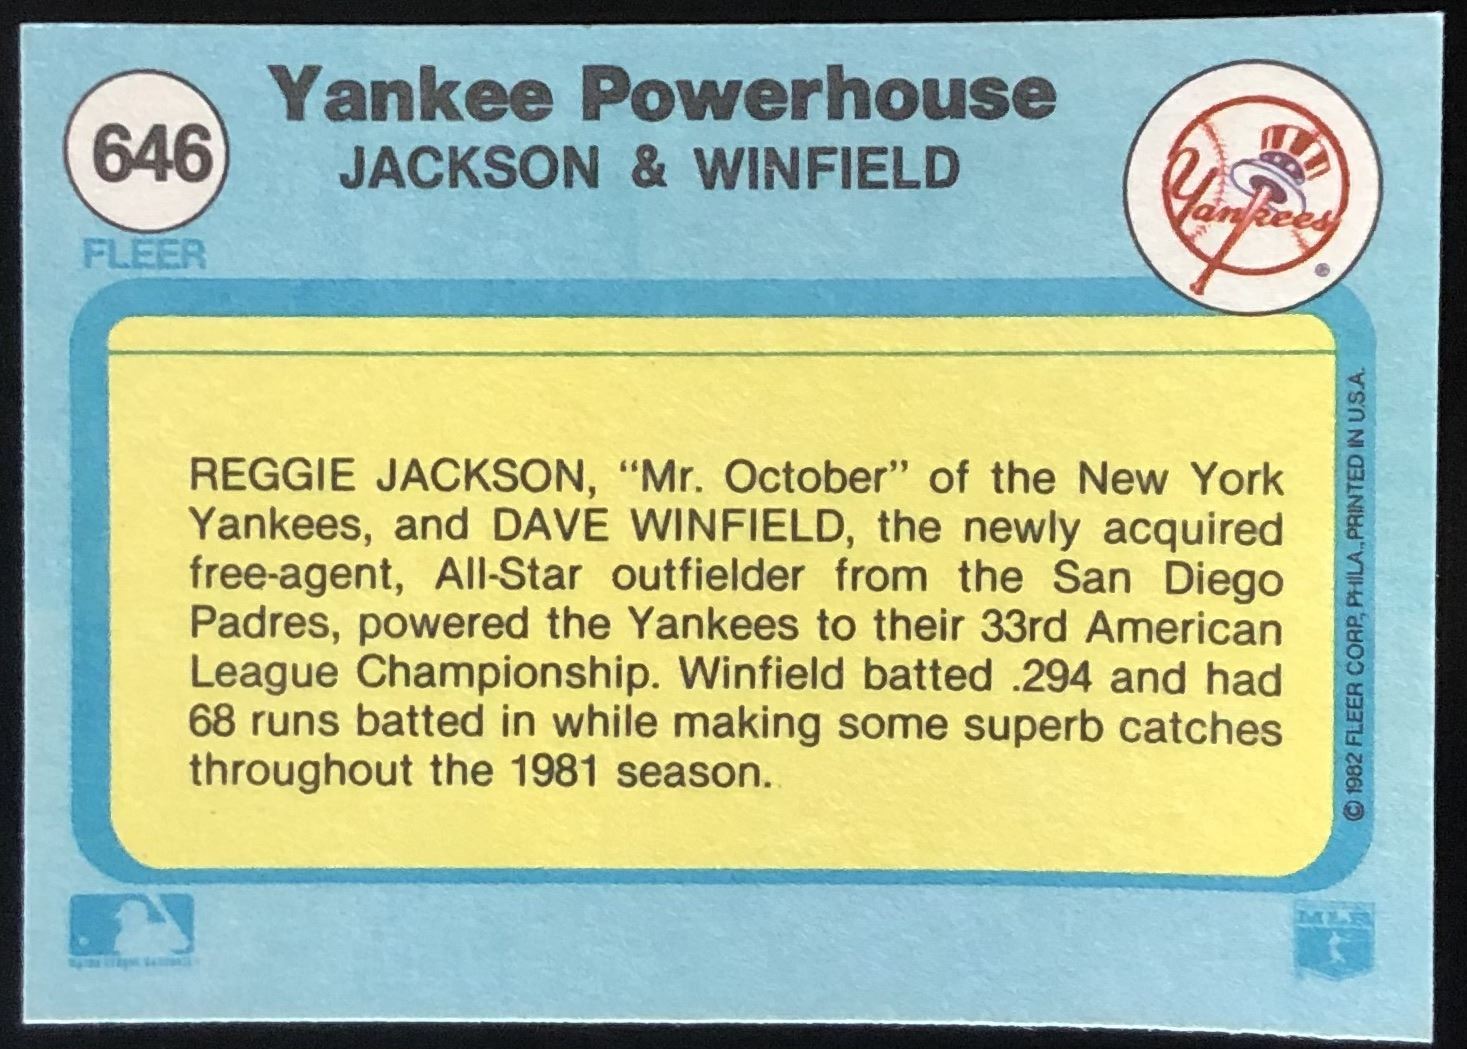 646
Yankee Powerhouse
JACKSON & WINFIELD
Yankees
®
FLEER
REGGIE JACKSON, “Mr. October” of the New York
Yankees, and DAVE WINFIELD, the newly acquired
free-agent, All-Star outfielder from the San Diego
Padres, powered the Yankees to their 33rd American
League Championship. Winfield batted .294 and had
68 runs batted in while making some superb catches
throughout the 1981 season.
© 1982 FLEER CORP., PHILA., PRINTED IN U.S.A.
Major League Baseball